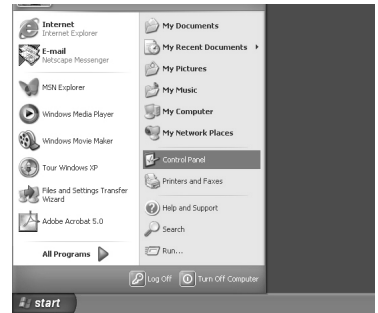 Internet
Internet Explorer
E-mail
Netscape Messenger
MSN Explorer
Windows Media Player
Windows Movie Maker
Tour Windows XP
Files and Settings Transfer
Wizard
Adobe Acrobat 5.0
All Programs
My Documents
My Recent Documents
My Pictures
My Music
My Computer
My Network Places
Control Panel
Printers and Faxes
Help and Support
Search
Run...
Log Off
Turn Off Computer
start